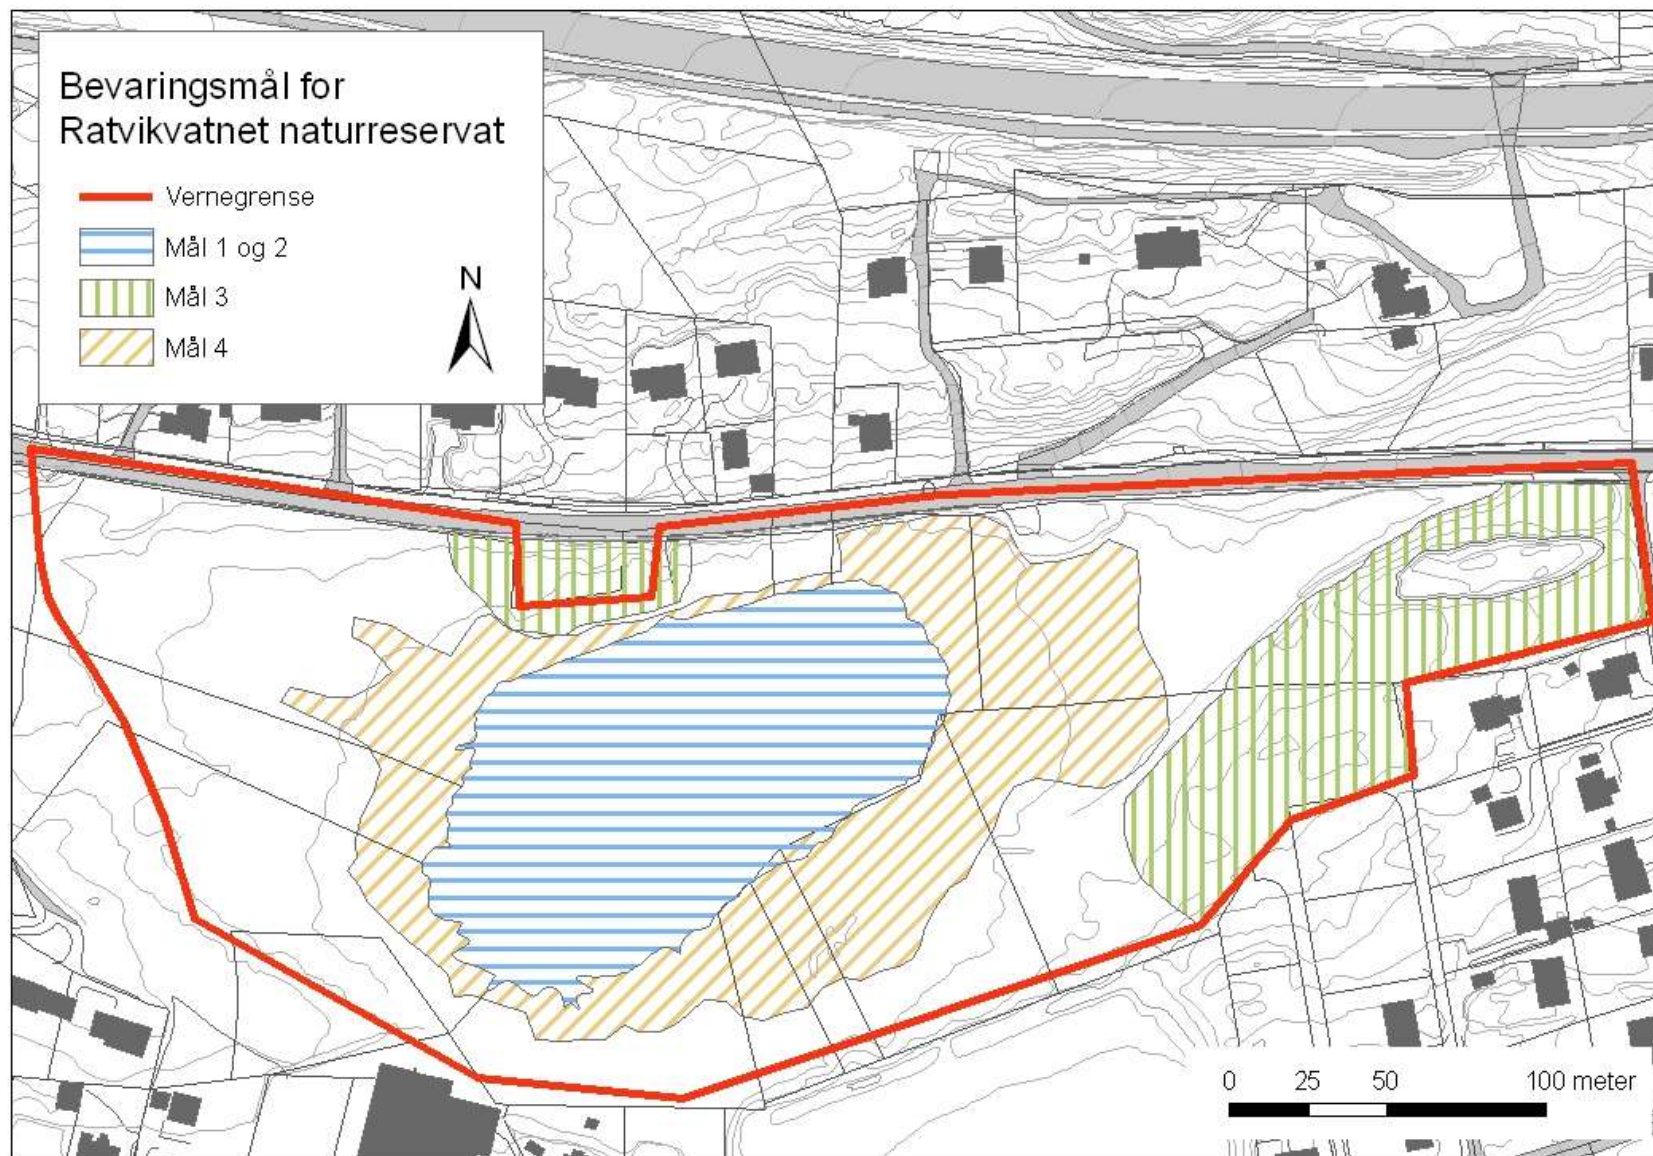 Bevaringsmål for
Ratvikvatnet naturreservat
Vernegrense
Mål 1 og 2
Mål 3
Mål 4
N
0 25 50 100 meter